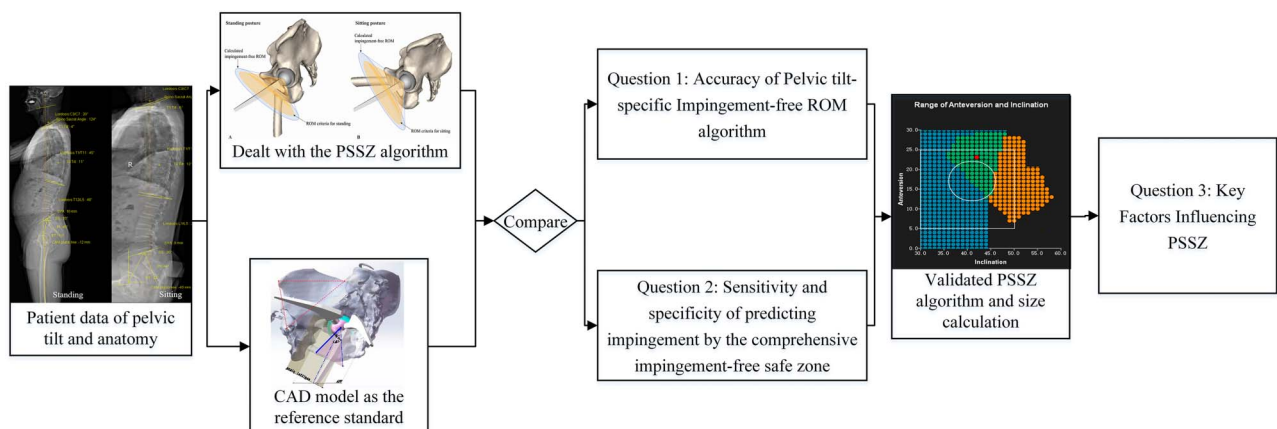 Standing
Sitting
R
Patient data of pelvic
tilt and anatomy
Standing posture
Sitting posture
Calculated
impingement-free ROM
Calculated
impingement-free ROM
A
ROM criteria for standing
B
ROM criteria for sitting
Dealt with the PSSZ algorithm
CAD model as the
reference standard
Compare
Question 1: Accuracy of Pelvic tilt-
specific Impingement-free ROM
algorithm
Question 2: Sensitivity and
specificity of predicting
impingement by the comprehensive
impingement-free safe zone
Range of Anteversion and Inclination
Anteversion
30.0
25.0
20.0
15.0
10.0
5.0
0.0
30.0 35.0 40.0 45.0 50.0 55.0 60.0
Inclination
Validated PSSZ
algorithm and size
calculation
Question 3: Key
Factors Influencing
PSSZ